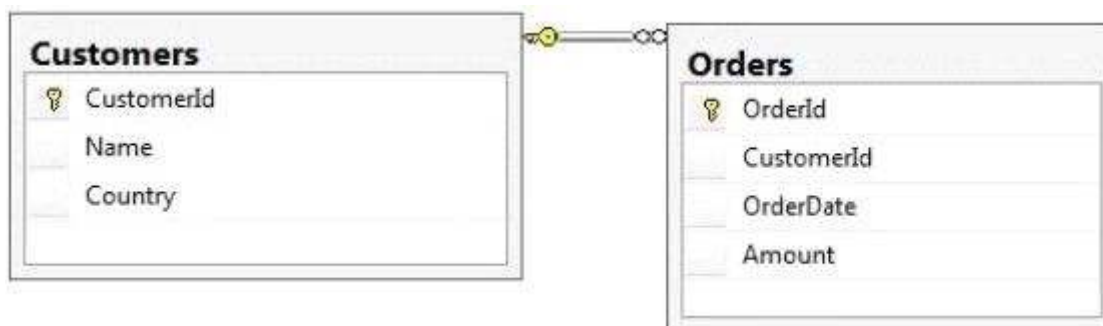 Customers
CustomerId
Name
Country
Orders
OrderId
CustomerId
OrderDate
Amount